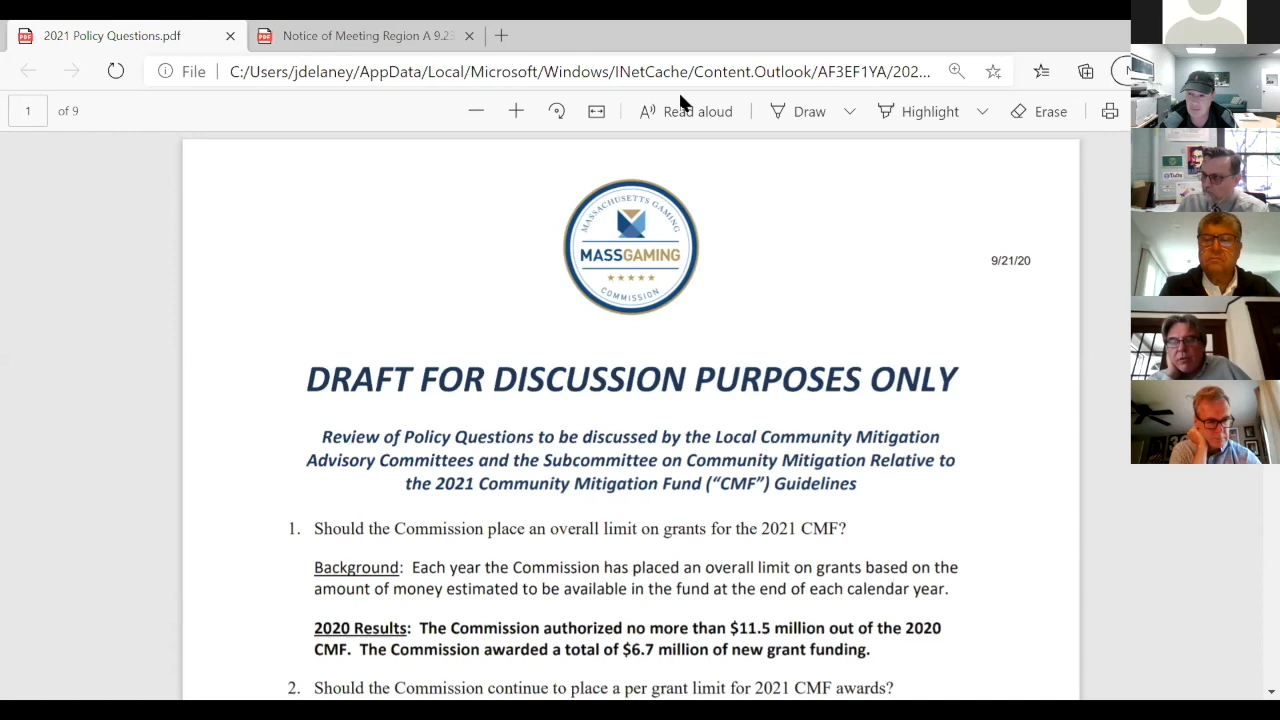 2021 Policy Questions.pdf
Notice of Meeting Region A 9.2
File
C:/Users/jdelaney/AppData/Local/Microsoft/Windows/INetCache/Content.Outlook/AF3EF1YA/202...
1
of 9
Read aloud
Draw
Highlight
Erase
MASSACHUSETTS GAMING
MASSGAMING
COMMISSION
9/21/20
DRAFT FOR DISCUSSION PURPOSES ONLY
Review of Policy Questions to be discussed by the Local Community Mitigation
Advisory Committees and the Subcommittee on Community Mitigation Relative to
the 2021 Community Mitigation Fund (“CMF”) Guidelines
1. Should the Commission place an overall limit on grants for the 2021 CMF?
Background: Each year the Commission has placed an overall limit on grants based on the
amount of money estimated to be available in the fund at the end of each calendar year.
2020 Results: The Commission authorized no more than $11.5 million out of the 2020
CMF. The Commission awarded a total of $6.7 million of new grant funding.
2. Should the Commission continue to place a per grant limit for 2021 CMF awards?